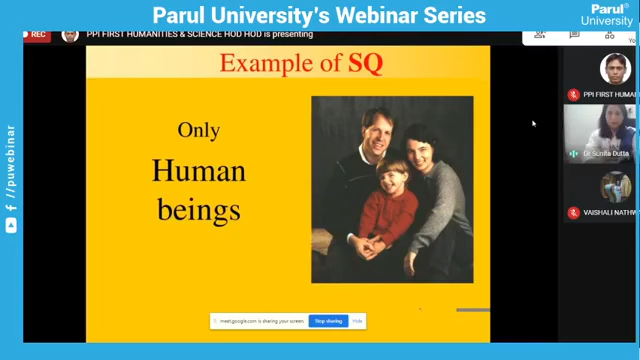 Parul University's Webinar Series
Parul®
University
REC
PPI FIRST HUMANITIES & SCIENCE HOD HOD is presenting
Example of SQ
Only
Human
beings
PPI FIRST HUMAN
Dr Sunita Dutta
VAISHALI NATHW
/puwebinar
meet.google.com is sharing your screen.
Stop sharing
Hide